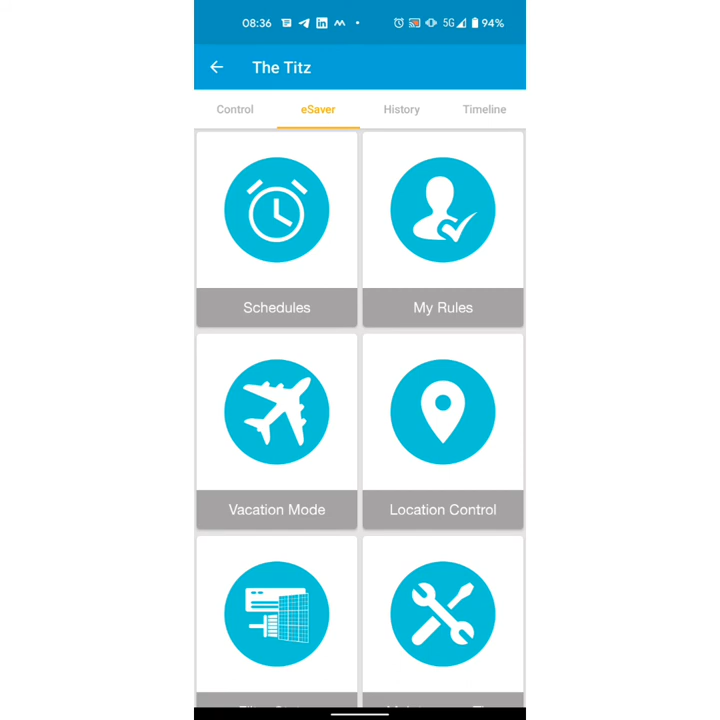 08:36 5G 94%
The Titz
Control eSaver History Timeline
Schedules My Rules
Vacation Mode Location Control